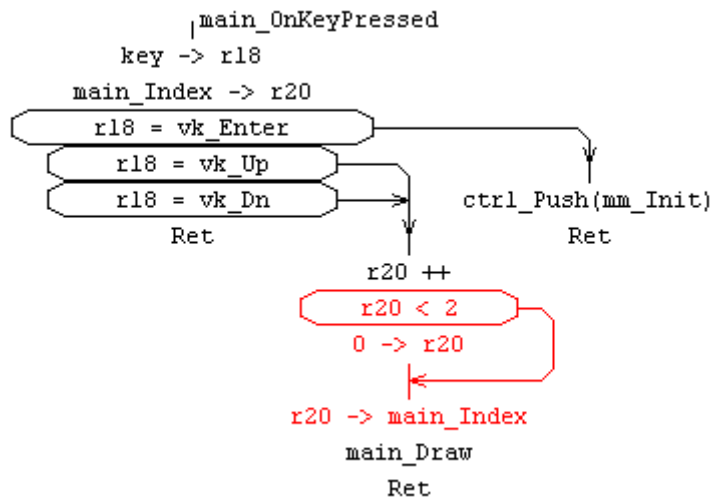 main_OnKeyPressed
key -> r18
main_Index -> r20
r18 = vk_Enter
r18 = vk_Up
r18 = vk_Dn
Ret
ctrl_Push(mm_Init)
Ret
r20 ++
r20 < 2
0 -> r20
r20 -> main_Index
main_Draw
Ret